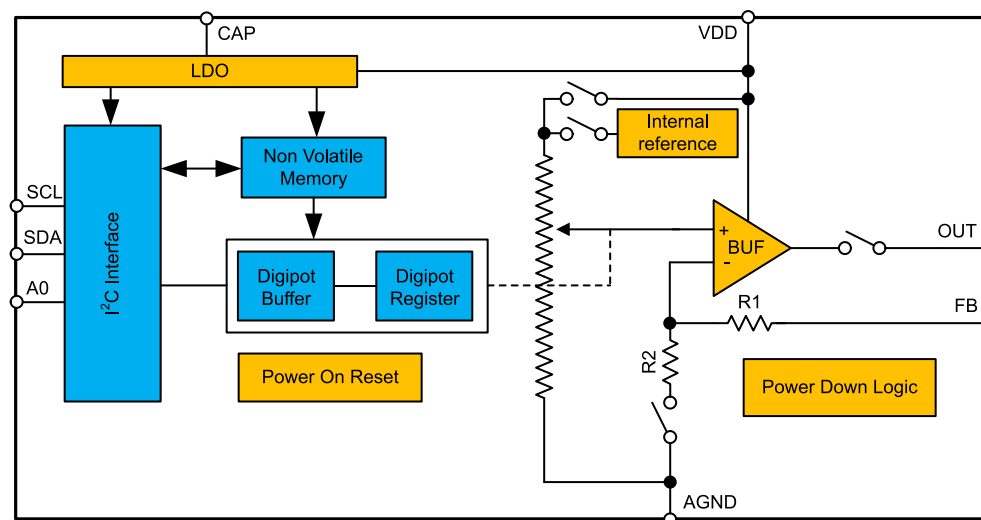 CAP
VDD
LDO
Internal
reference
Non Volatile
Memory
SCL
SDA
A0
I²C Interface
Digipot
Buffer
Digipot
Register
+
BUF
-
OUT
R1
FB
R2
Power On Reset
Power Down Logic
AGND